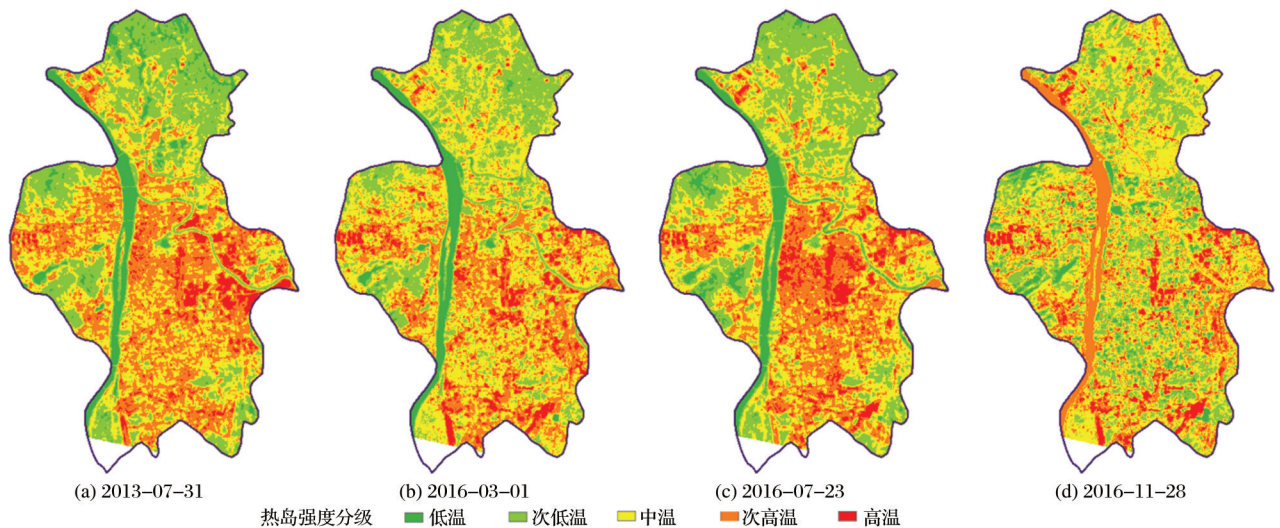 (a) 2013-07-31
(b) 2016-03-01
(c) 2016-07-23
(d) 2016-11-28
热岛强度分级 低温 次低温 中温 次高温 高温